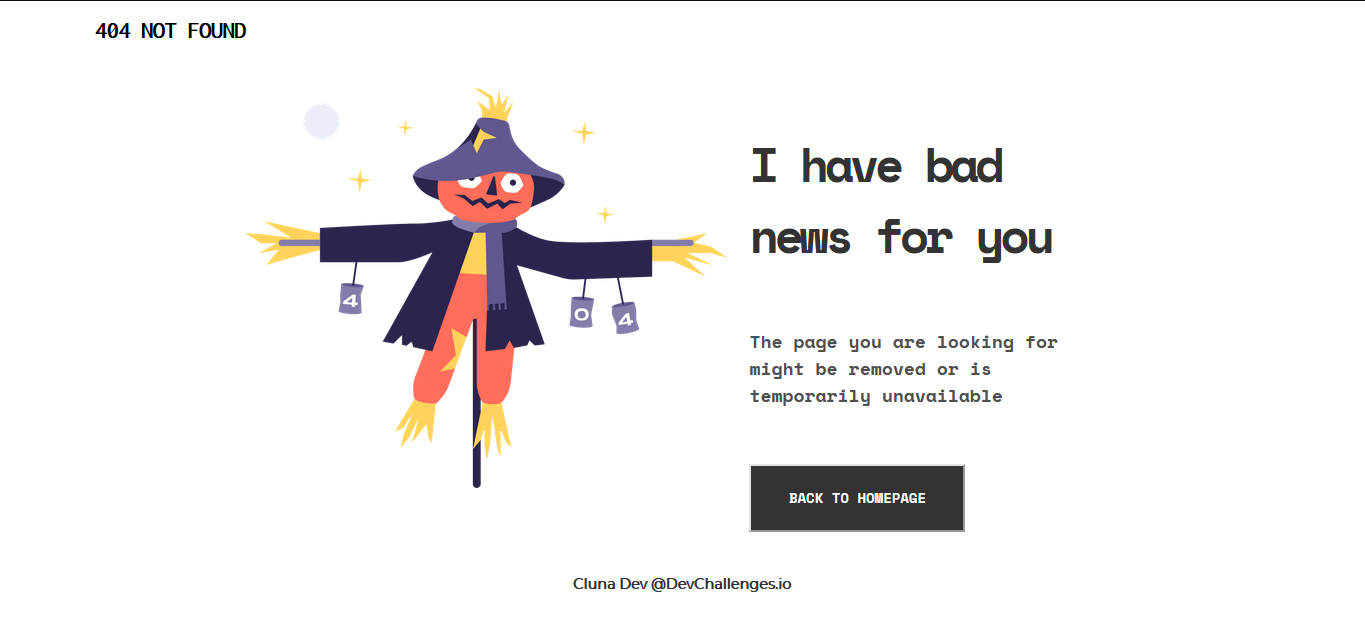 404 NOT FOUND
4
0
4
I have bad
news for you
The page you are looking for
might be removed or is
temporarily unavailable
BACK TO HOMEPAGE
Cluna Dev @DevChallenges.io